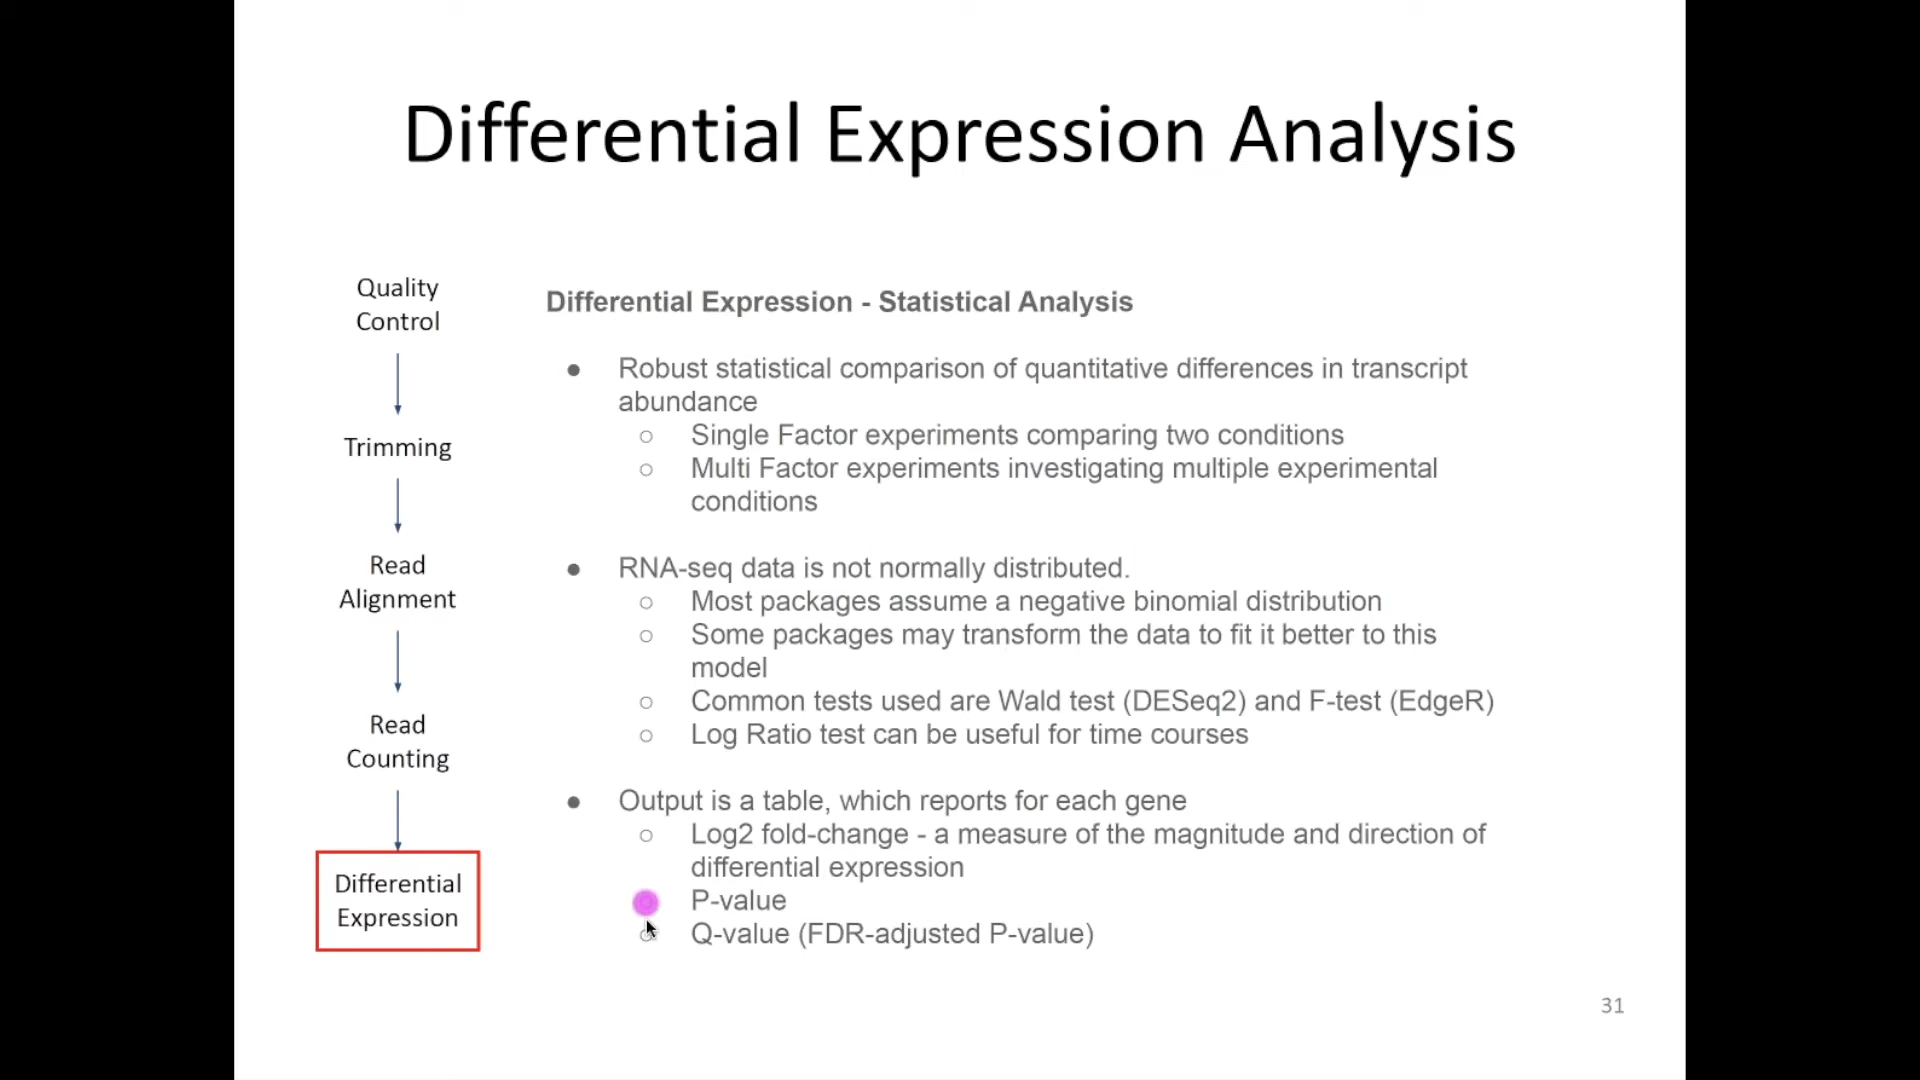 Differential Expression Analysis
Quality
Control
Trimming
Read
Alignment
Read
Counting
Differential
Expression
Differential Expression - Statistical Analysis
● Robust statistical comparison of quantitative differences in transcript
abundance
○ Single Factor experiments comparing two conditions
○ Multi Factor experiments investigating multiple experimental
conditions
● RNA-seq data is not normally distributed.
○ Most packages assume a negative binomial distribution
○ Some packages may transform the data to fit it better to this
model
○ Common tests used are Wald test (DESeq2) and F-test (EdgeR)
○ Log Ratio test can be useful for time courses
● Output is a table, which reports for each gene
○ Log2 fold-change - a measure of the magnitude and direction of
differential expression
○ P-value
○ Q-value (FDR-adjusted P-value)
31